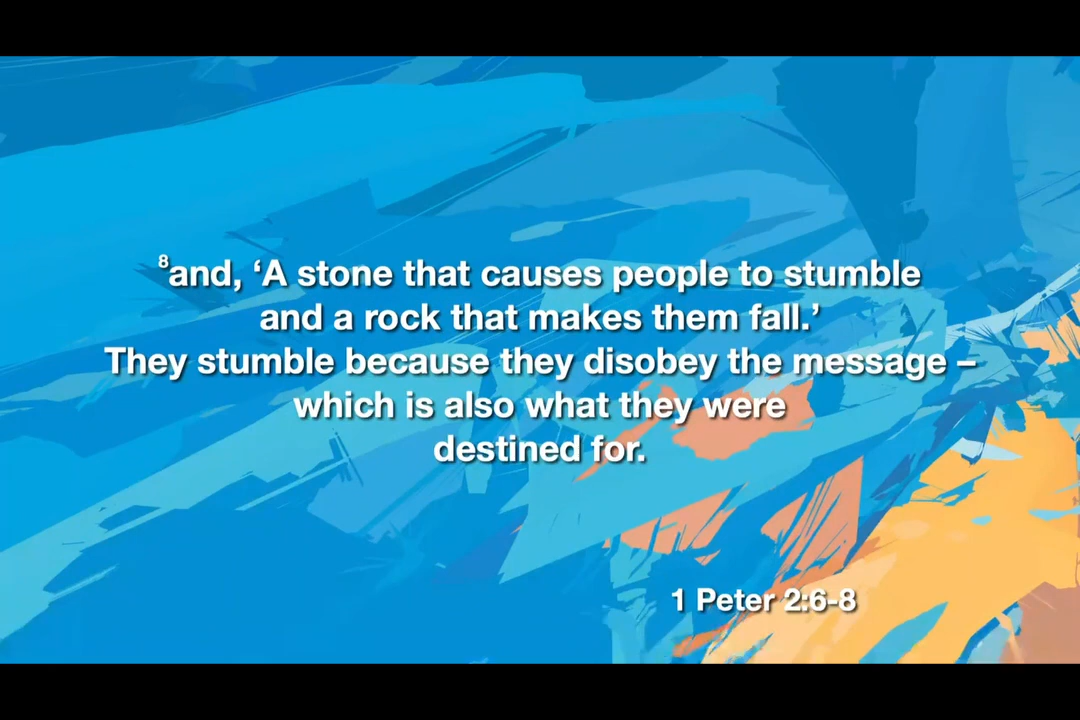 ⁸and, ‘A stone that causes people to stumble
and a rock that makes them fall.’
They stumble because they disobey the message –
which is also what they were
destined for.
1 Peter 2:6-8